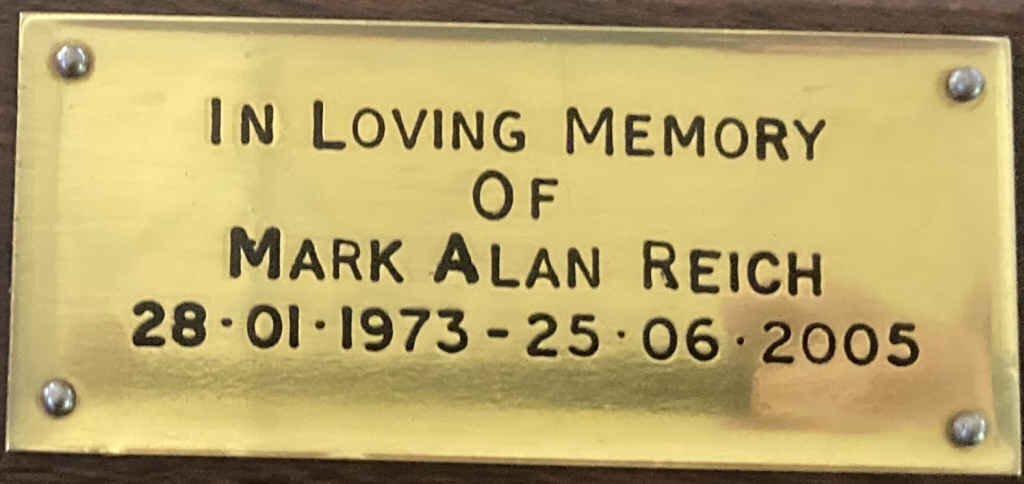 IN LOVING MEMORY
OF
MARK ALAN REICH
28·01·1973-25·06·2005